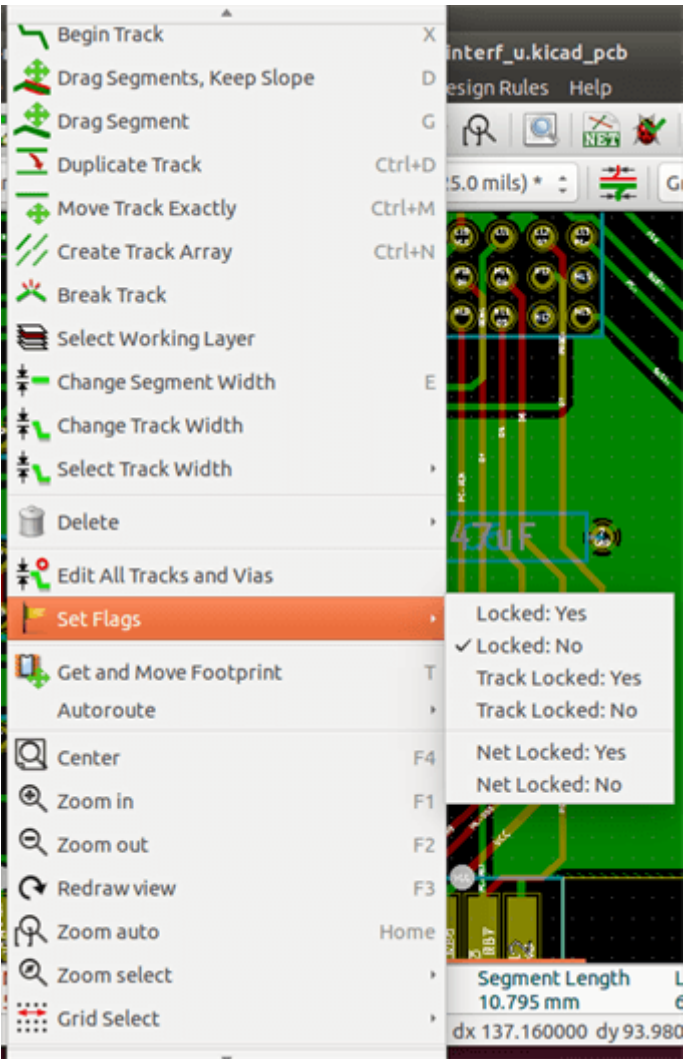 Begin Track X
Drag Segments, Keep Slope D
Drag Segment G
Duplicate Track Ctrl+D
Move Track Exactly Ctrl+M
Create Track Array Ctrl+N
Break Track
Select Working Layer
Change Segment Width E
Change Track Width
Select Track Width
Delete
Edit All Tracks and Vias
Set Flags
Get and Move Footprint T
Autoroute
Center F4
Zoom in F1
Zoom out F2
Redraw view F3
Zoom auto Home
Zoom select
Grid Select
interf_u.kicad_pcb
esign Rules Help
NET
5.0 mils) *
47uF
Locked: Yes
Locked: No
Track Locked: Yes
Track Locked: No
Net Locked: Yes
Net Locked: No
VCC
RB7
Segment Length
10.795 mm
dx 137.160000 dy 93.980